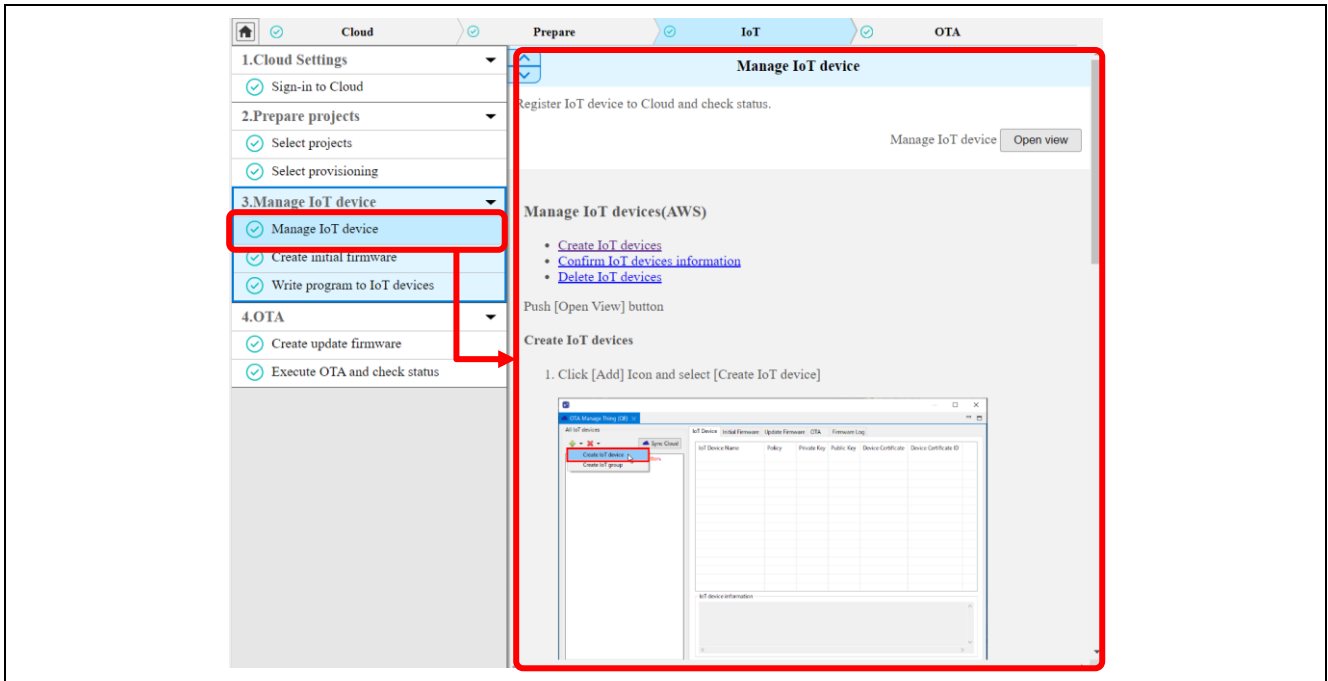 Cloud
Prepare
IoT
OTA
1.Cloud Settings
Sign-in to Cloud
2.Prepare projects
Select projects
Select provisioning
3.Manage IoT device
Manage IoT device
Create initial firmware
Write program to IoT devices
4.OTA
Create update firmware
Execute OTA and check status
Manage IoT device
Register IoT device to Cloud and check status.
Manage IoT device Open view
Manage IoT devices(AWS)
• Create IoT devices
• Confirm IoT devices information
• Delete IoT devices
Push [Open View] button
Create IoT devices
1. Click [Add] Icon and select [Create IoT device]
OTA Manage Thing (QE)
All IoT devices
Sync Cloud
Create IoT device
Create IoT group
IoT Device Initial Firmware Update Firmware OTA Firmware Log
IoT Device Name Policy Private Key Public Key Device Certificate Device Certificate ID
IoT device information